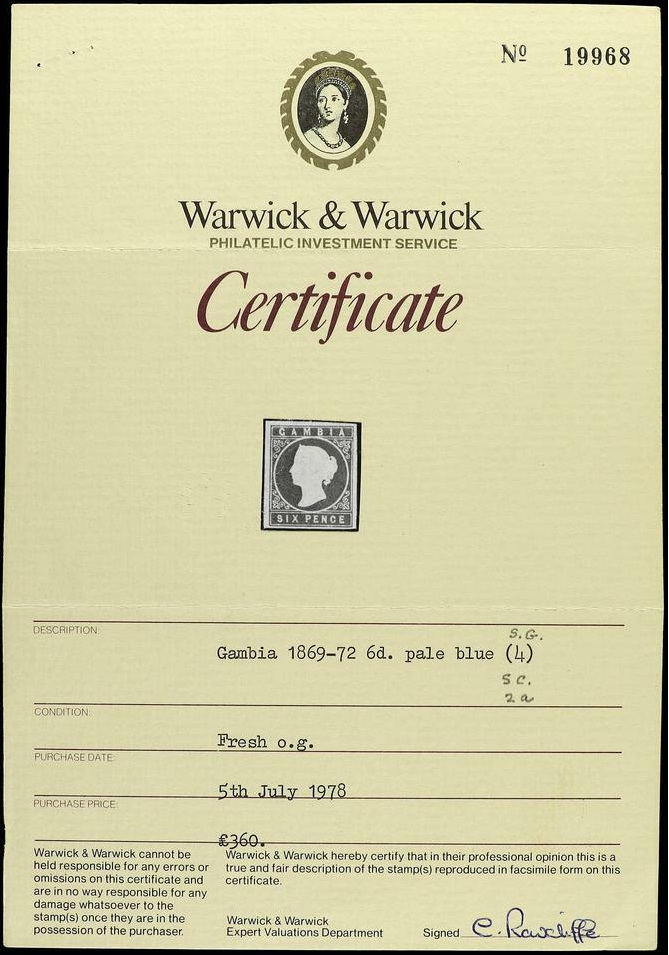 Nº 19968
Warwick & Warwick
PHILATELIC INVESTMENT SERVICE
Certificate
GAMBIA
SIX PENCE
DESCRIPTION:
S.G.
Gambia 1869-72 6d. pale blue (4)
SC.
2a
CONDITION:
Fresh o.g.
PURCHASE DATE:
5th July 1978
PURCHASE PRICE:
£360.
Warwick & Warwick cannot be
held responsible for any errors or
omissions on this certificate and
are in no way responsible for any
damage whatsoever to the
stamp(s) once they are in the
possession of the purchaser.
Warwick & Warwick hereby certify that in their professional opinion this is a
true and fair description of the stamp(s) reproduced in facsimile form on this
certificate.
Warwick & Warwick
Expert Valuations Department
Signed C. Radcliffe